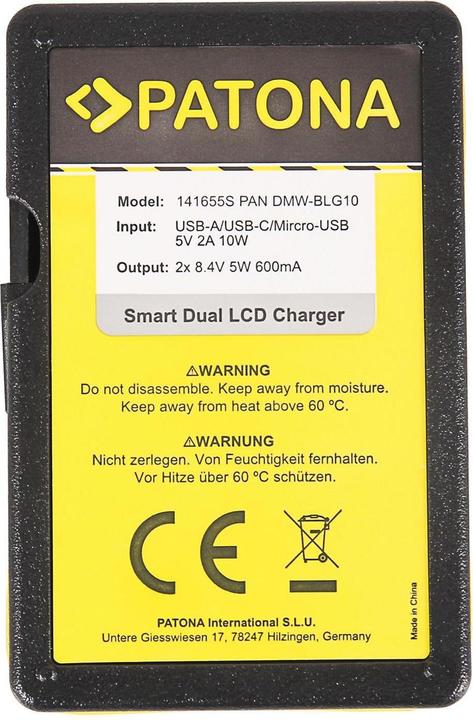 PATONA
Model: 141655S PAN DMW-BLG10
Input: USB-A/USB-C/Mircro-USB
5V 2A 10W
Output: 2x 8.4V 5W 600mA
Smart Dual LCD Charger
⚠WARNING
Do not disassemble. Keep away from moisture.
Keep away from heat above 60 ºC.
⚠WARNUNG
Nicht zerlegen. Von Feuchtigkeit fernhalten.
Vor Hitze über 60 ºC schützen.
CE
PATONA International S.L.U.
Untere Giesswiesen 17, 78247 Hilzingen, Germany
Made in China